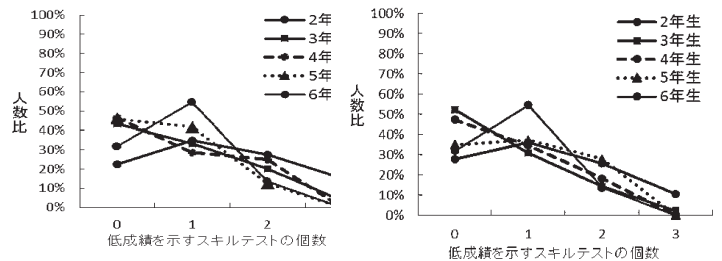 100%
90%
80%
70%
60%
50%
40%
30%
20%
10%
0%
人数比
0 1 2
低成績を示すスキルテストの個数
2年
3年
4年
5年
6年
100%
90%
80%
70%
60%
50%
40%
30%
20%
10%
0%
人数比
0 1 2 3
低成績を示すスキルテストの個数
2年生
3年生
4年生
5年生
6年生